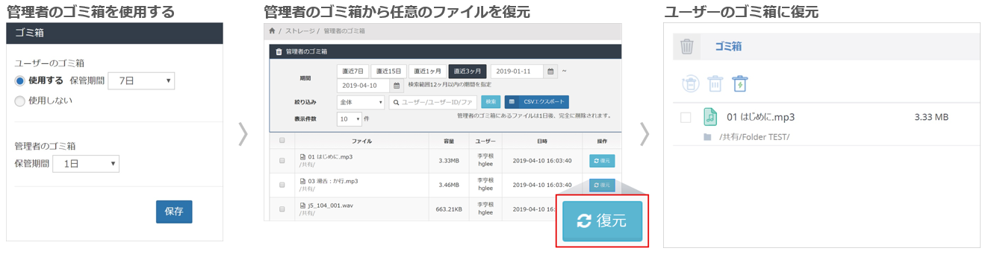 管理者のゴミ箱を使用する
ゴミ箱
ユーザーのゴミ箱
使用する 保管期間 7日
使用しない
管理者のゴミ箱
保管期間 1日
保存
管理者のゴミ箱から任意のファイルを復元
/ ストレージ / 管理者のゴミ箱
管理者のゴミ箱
期間 直近7日 直近15日 直近1ヶ月 直近3ヶ月 2019-01-11 ~
2019-04-10 検索範囲12ヶ月以内の期間を指定
絞り込み 全体 ユーザー/ユーザーID/ファ 検索 CSVエクスポート
表示件数 10 件 管理者のゴミ箱にあるファイルは1日後、完全に削除されます。
ファイル 容量 ユーザー 日時 操作
01 はじめに.mp3 3.33MB 李亨根 2019-04-10 16:03:40 復元
/共有/ hglee
03 滑舌：か行.mp3 3.46MB 李亨根 2019-04-10 16:03:40 復元
/共有/ hglee
j5_104_001.wav 663.21KB 李亨根 2019-04-10 16:
/共有/ hglee
復元
ユーザーのゴミ箱に復元
ゴミ箱
01 はじめに.mp3 3.33 MB
/共有/Folder TEST/